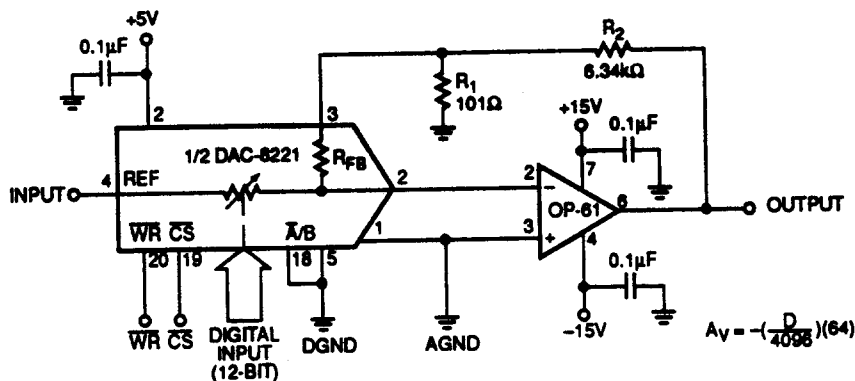 +5V
0.1μF
R2
6.34kΩ
R1
101Ω
+15V
0.1μF
2
3
1/2 DAC-8221
RFB
7
4
REF
2
2
INPUT
–
OP-61
6
OUTPUT
WR CS
A/B
1
3
+
4
20
19
18
5
0.1μF
WR CS
DIGITAL
INPUT
(12-BIT)
DGND
AGND
–15V
AV = –(D/4096)(64)